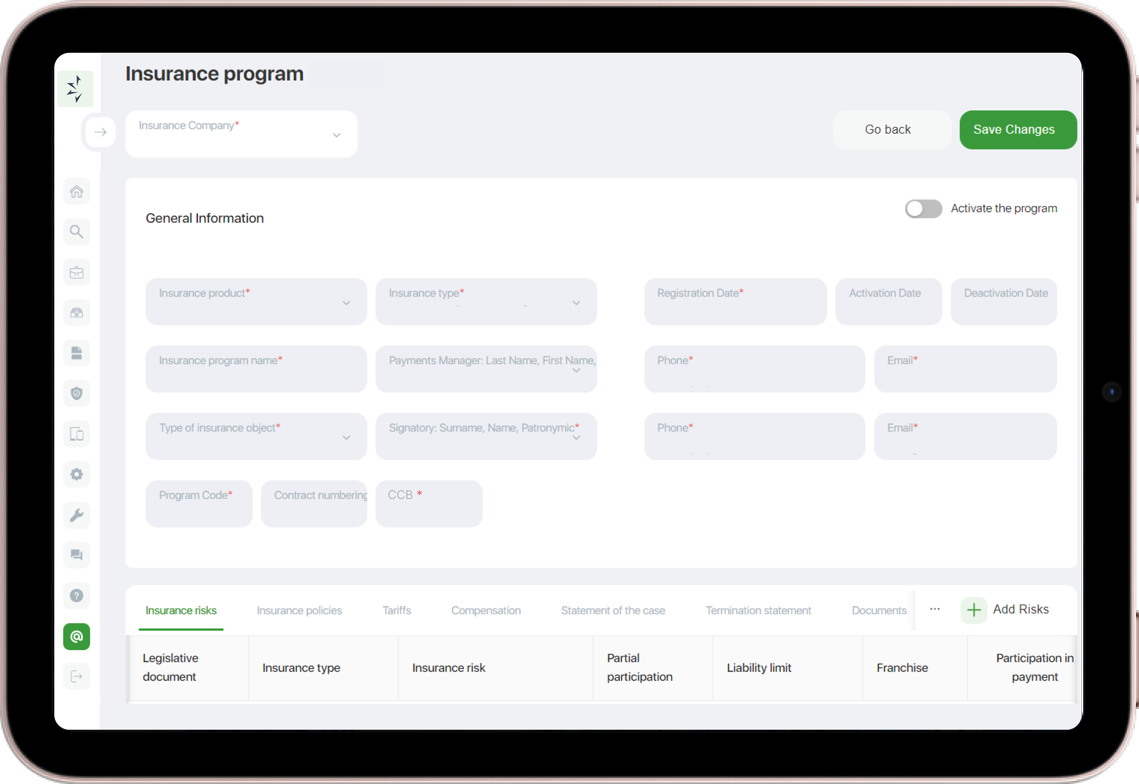 Insurance program
Insurance Company*
Go back
Save Changes
General Information
Activate the program
Insurance product*
Insurance type*
Registration Date*
Activation Date
Deactivation Date
Insurance program name*
Payments Manager: Last Name, First Name,
Phone*
Email*
Type of insurance object*
Signatory: Surname, Name, Patronymic*
Phone*
Email*
Program Code*
Contract numbering
CCB *
Insurance risks
Insurance policies
Tariffs
Compensation
Statement of the case
Termination statement
Documents
...
Add Risks
Legislative
document
Insurance type
Insurance risk
Partial
participation
Liability limit
Franchise
Participation in
payment